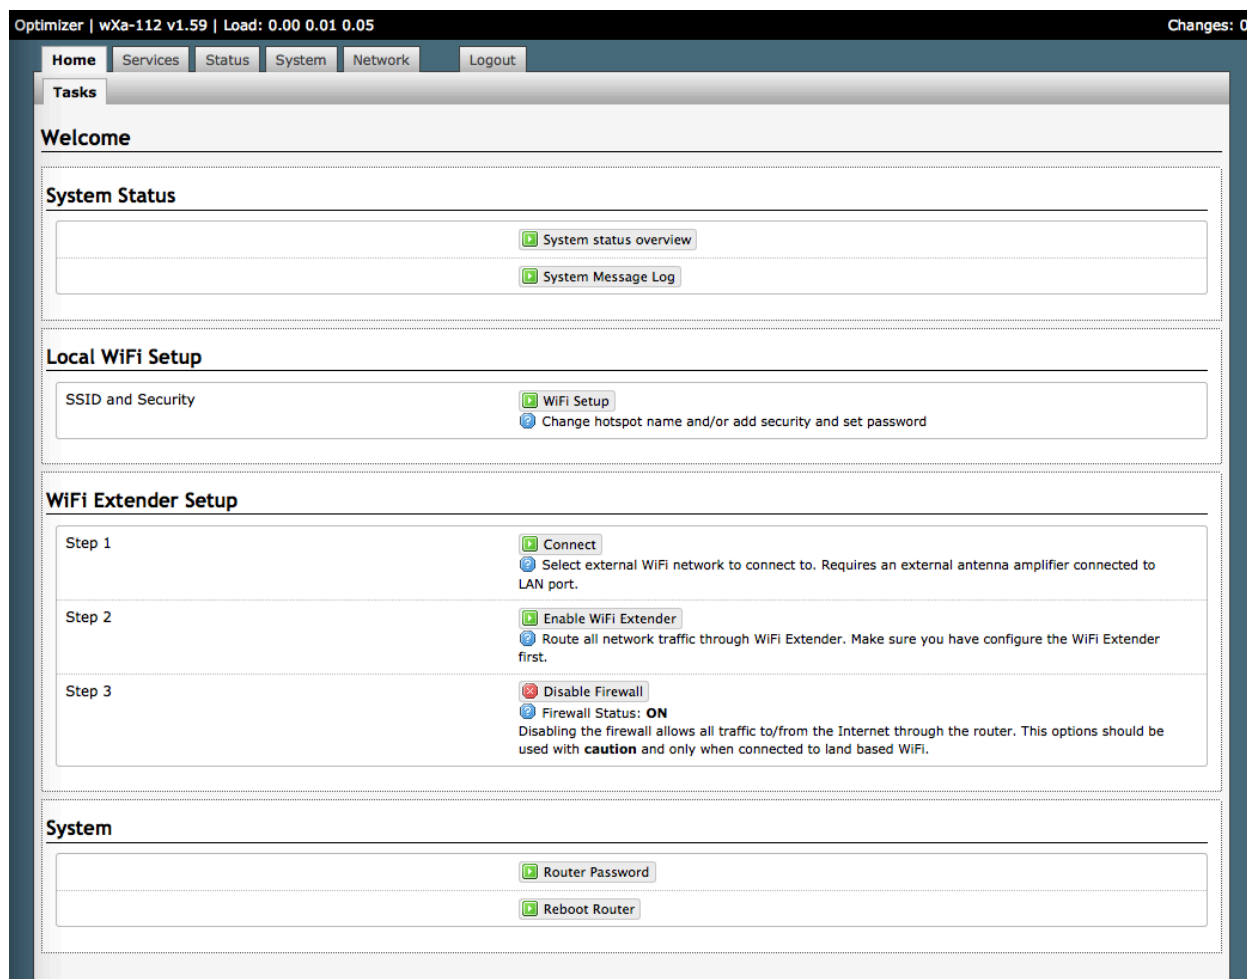 Optimizer | wXa-112 v1.59 | Load: 0.00 0.01 0.05 Changes: 0
Home Services Status System Network Logout
Tasks
Welcome
System Status
System status overview
System Message Log
Local WiFi Setup
SSID and Security WiFi Setup
Change hotspot name and/or add security and set password
WiFi Extender Setup
Step 1 Connect
Select external WiFi network to connect to. Requires an external antenna amplifier connected to
LAN port.
Step 2 Enable WiFi Extender
Route all network traffic through WiFi Extender. Make sure you have configure the WiFi Extender
first.
Step 3 Disable Firewall
Firewall Status: ON
Disabling the firewall allows all traffic to/from the Internet through the router. This options should be
used with caution and only when connected to land based WiFi.
System
Router Password
Reboot Router